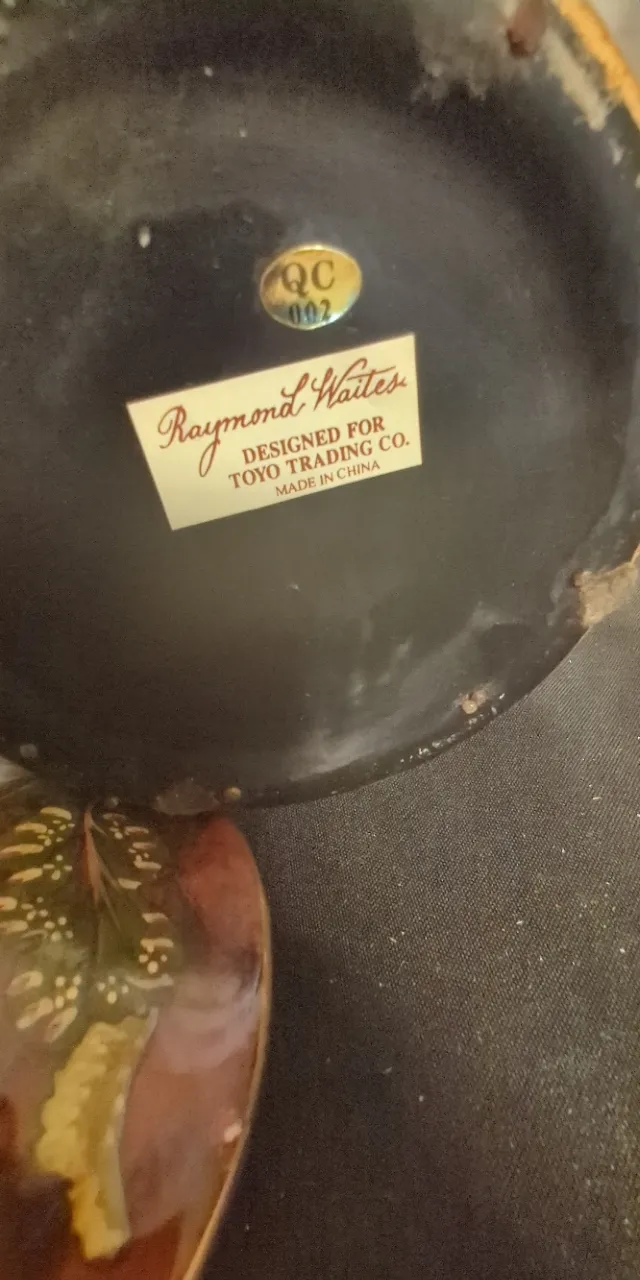 QC
002
Raymond Waites
DESIGNED FOR
TOYO TRADING CO.
MADE IN CHINA